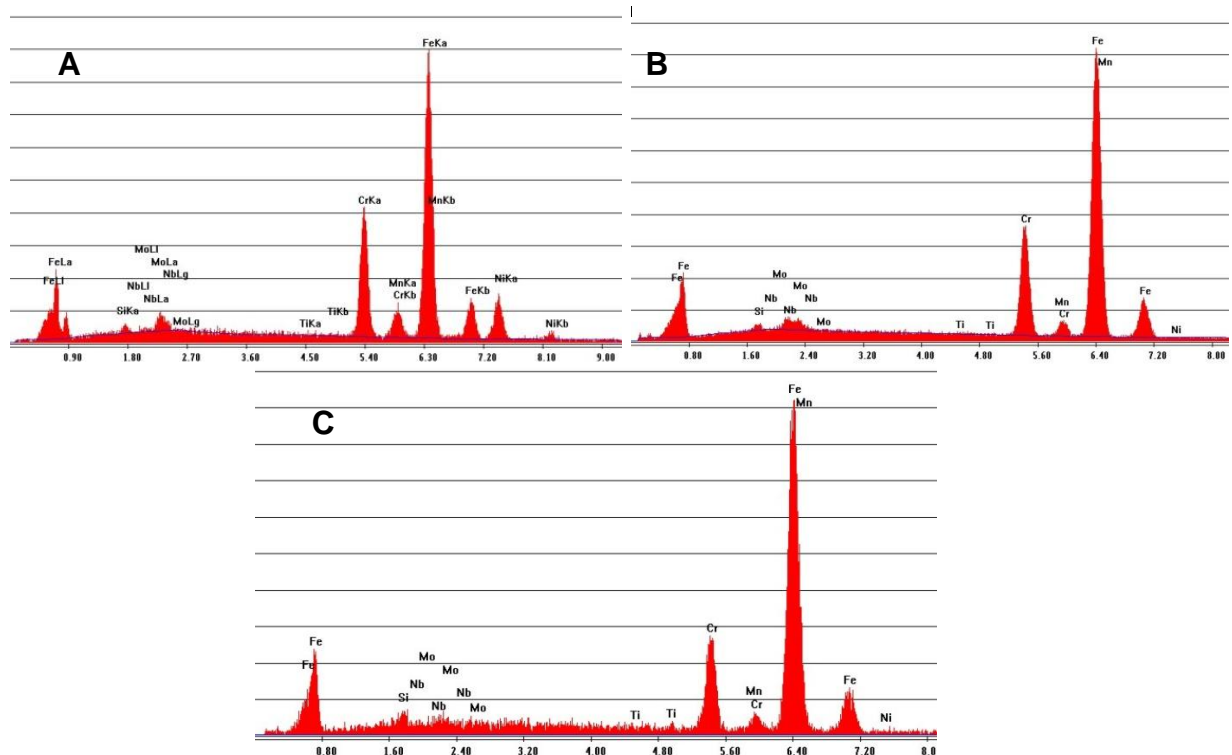 A
FeKa
CrKa
MnKb
MoLl
FeLa
MoLa
NbLg
FeLl
NbLl
SiKa
NbLa
MoLg
TiKa
TiKb
MnKa
CrKb
FeKb
NiKa
NiKb
0.90 1.80 2.70 3.60 4.50 5.40 6.30 7.20 8.10 9.00
B
Fe
Mn
Cr
Fe
Fe
Mo
Mo
Nb
Nb
Si
Nb
Mo
Ti
Ti
Mn
Cr
Fe
Ni
0.80 1.60 2.40 3.20 4.00 4.80 5.60 6.40 7.20 8.00
C
Fe
Mn
Cr
Fe
Fe
Mo
Mo
Nb
Nb
Si
Nb
Mo
Ti
Ti
Mn
Cr
Fe
Ni
0.80 1.60 2.40 3.20 4.00 4.80 5.60 6.40 7.20 8.0